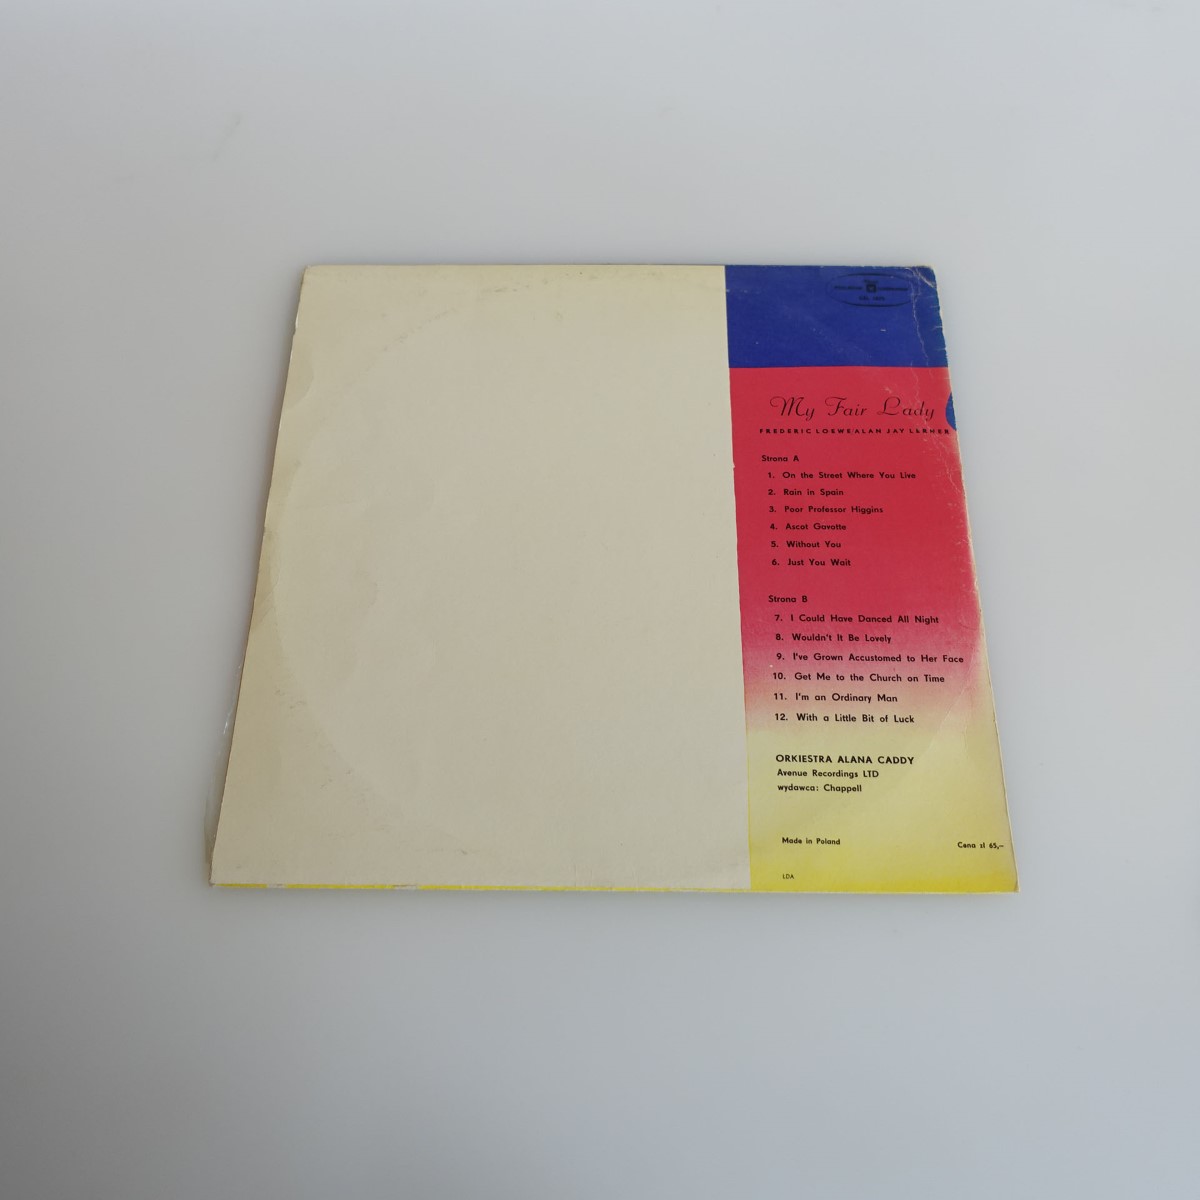 My Fair Lady
FREDERIC LOEWE ALAN JAY LERNER
Strona A
1. On the Street Where You Live
2. Rain in Spain
3. Poor Professor Higgins
4. Ascot Gavotte
5. Without You
6. Just You Wait
Strona B
7. I Could Have Danced All Night
8. Wouldn't It Be Lovely
9. I've Grown Accustomed to Her Face
10. Get Me to the Church on Time
11. I'm an Ordinary Man
12. With a Little Bit of Luck
ORKIESTRA ALANA CADDY
Avenue Recordings LTD
wydawca: Chappell
Made in Poland
Cena zł 65,–
LDA